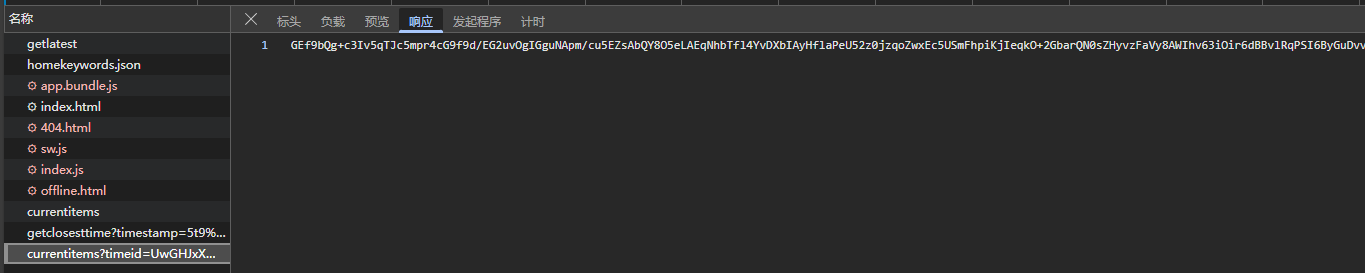 名称
标头 负载 预览 响应 发起程序 计时
getlatest
homekeywords.json
app.bundle.js
index.html
404.html
sw.js
index.js
offline.html
currentitems
getclosesttime?timestamp=5t9%...
currentitems?timeid=UwGHJxX...
1 GEf9bQg+c3Iv5qTJc5mpr4cG9f9d/EG2uvOgIGguNApm/cu5EZsAbQY8O5eLAEqNhbTfl4YvDXbIAyHflaPeU52z0jzqoZwxEc5USmFhpiKjIeqkO+2GbarQN0sZHyvzFaVy8AWIhv63iOir6dBBvlRqPSI6ByGuDvv